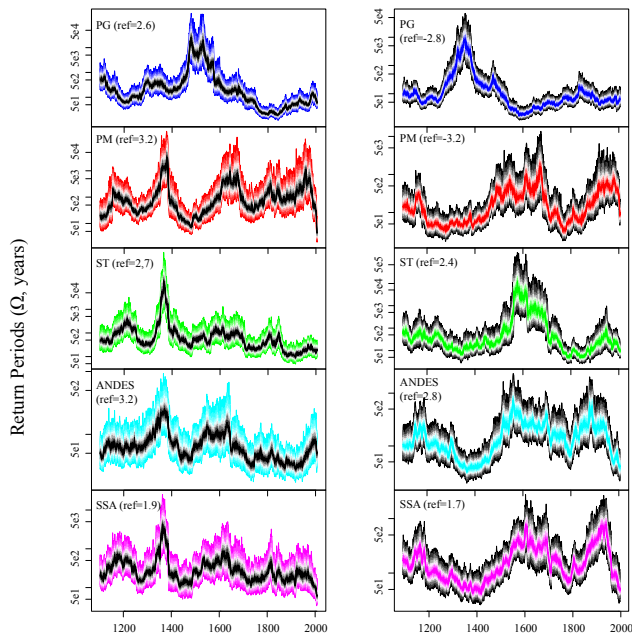 Return Periods (Ω, years)
PG (ref=2.6)
5e4
5e3
5e2
5e1
PM (ref=3.2)
5e4
5e3
5e2
5e1
ST (ref=2,7)
5e4
5e3
5e2
5e1
ANDES
(ref=3.2)
5e2
5e1
SSA (ref=1.9)
5e3
5e2
5e1
1200 1400 1600 1800 2000
PG
(ref=-2.8)
5e4
5e3
5e2
5e1
PM (ref=-3.2)
5e3
5e2
5e1
ST (ref=2.4)
5e5
5e4
5e3
5e2
5e1
ANDES
(ref=2.8)
5e2
5e1
SSA (ref=1.7)
5e2
5e1
1200 1400 1600 1800 2000